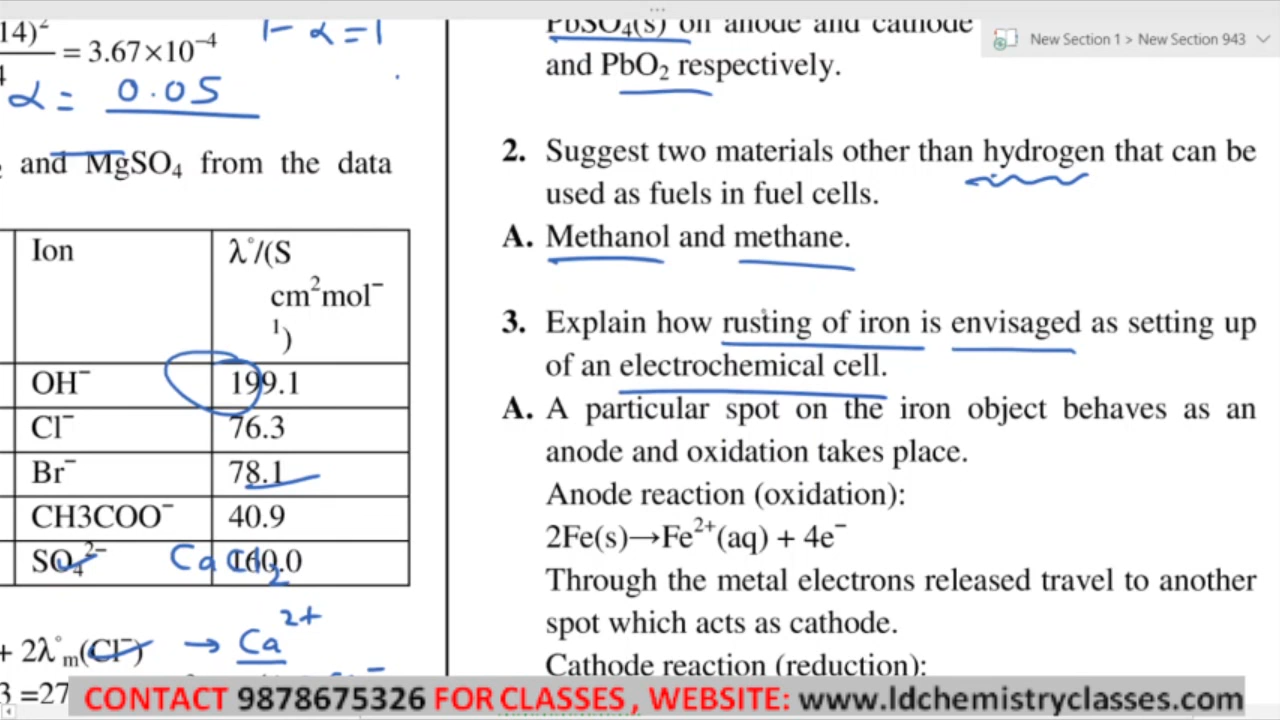 14)²
= 3.67×10⁻⁴
4
1- α = 1
α = 0.05
and MgSO₄ from the data
Ion
λ°/(S
cm²mol⁻
¹)
OH⁻
199.1
Cl⁻
76.3
Br⁻
78.1
CH3COO⁻
40.9
SO₄²⁻
160.0
CaCl₂
+ 2λ°m(Cl⁻) → Ca²⁺
3 =27
PbSO₄(s) on anode and cathode
and PbO₂ respectively.
New Section 1 > New Section 943
2. Suggest two materials other than hydrogen that can be
used as fuels in fuel cells.
A. Methanol and methane.
3. Explain how rusting of iron is envisaged as setting up
of an electrochemical cell.
A. A particular spot on the iron object behaves as an
anode and oxidation takes place.
Anode reaction (oxidation):
2Fe(s)→Fe²⁺(aq) + 4e⁻
Through the metal electrons released travel to another
spot which acts as cathode.
Cathode reaction (reduction):
CONTACT 9878675326 FOR CLASSES , WEBSITE: www.ldchemistryclasses.com